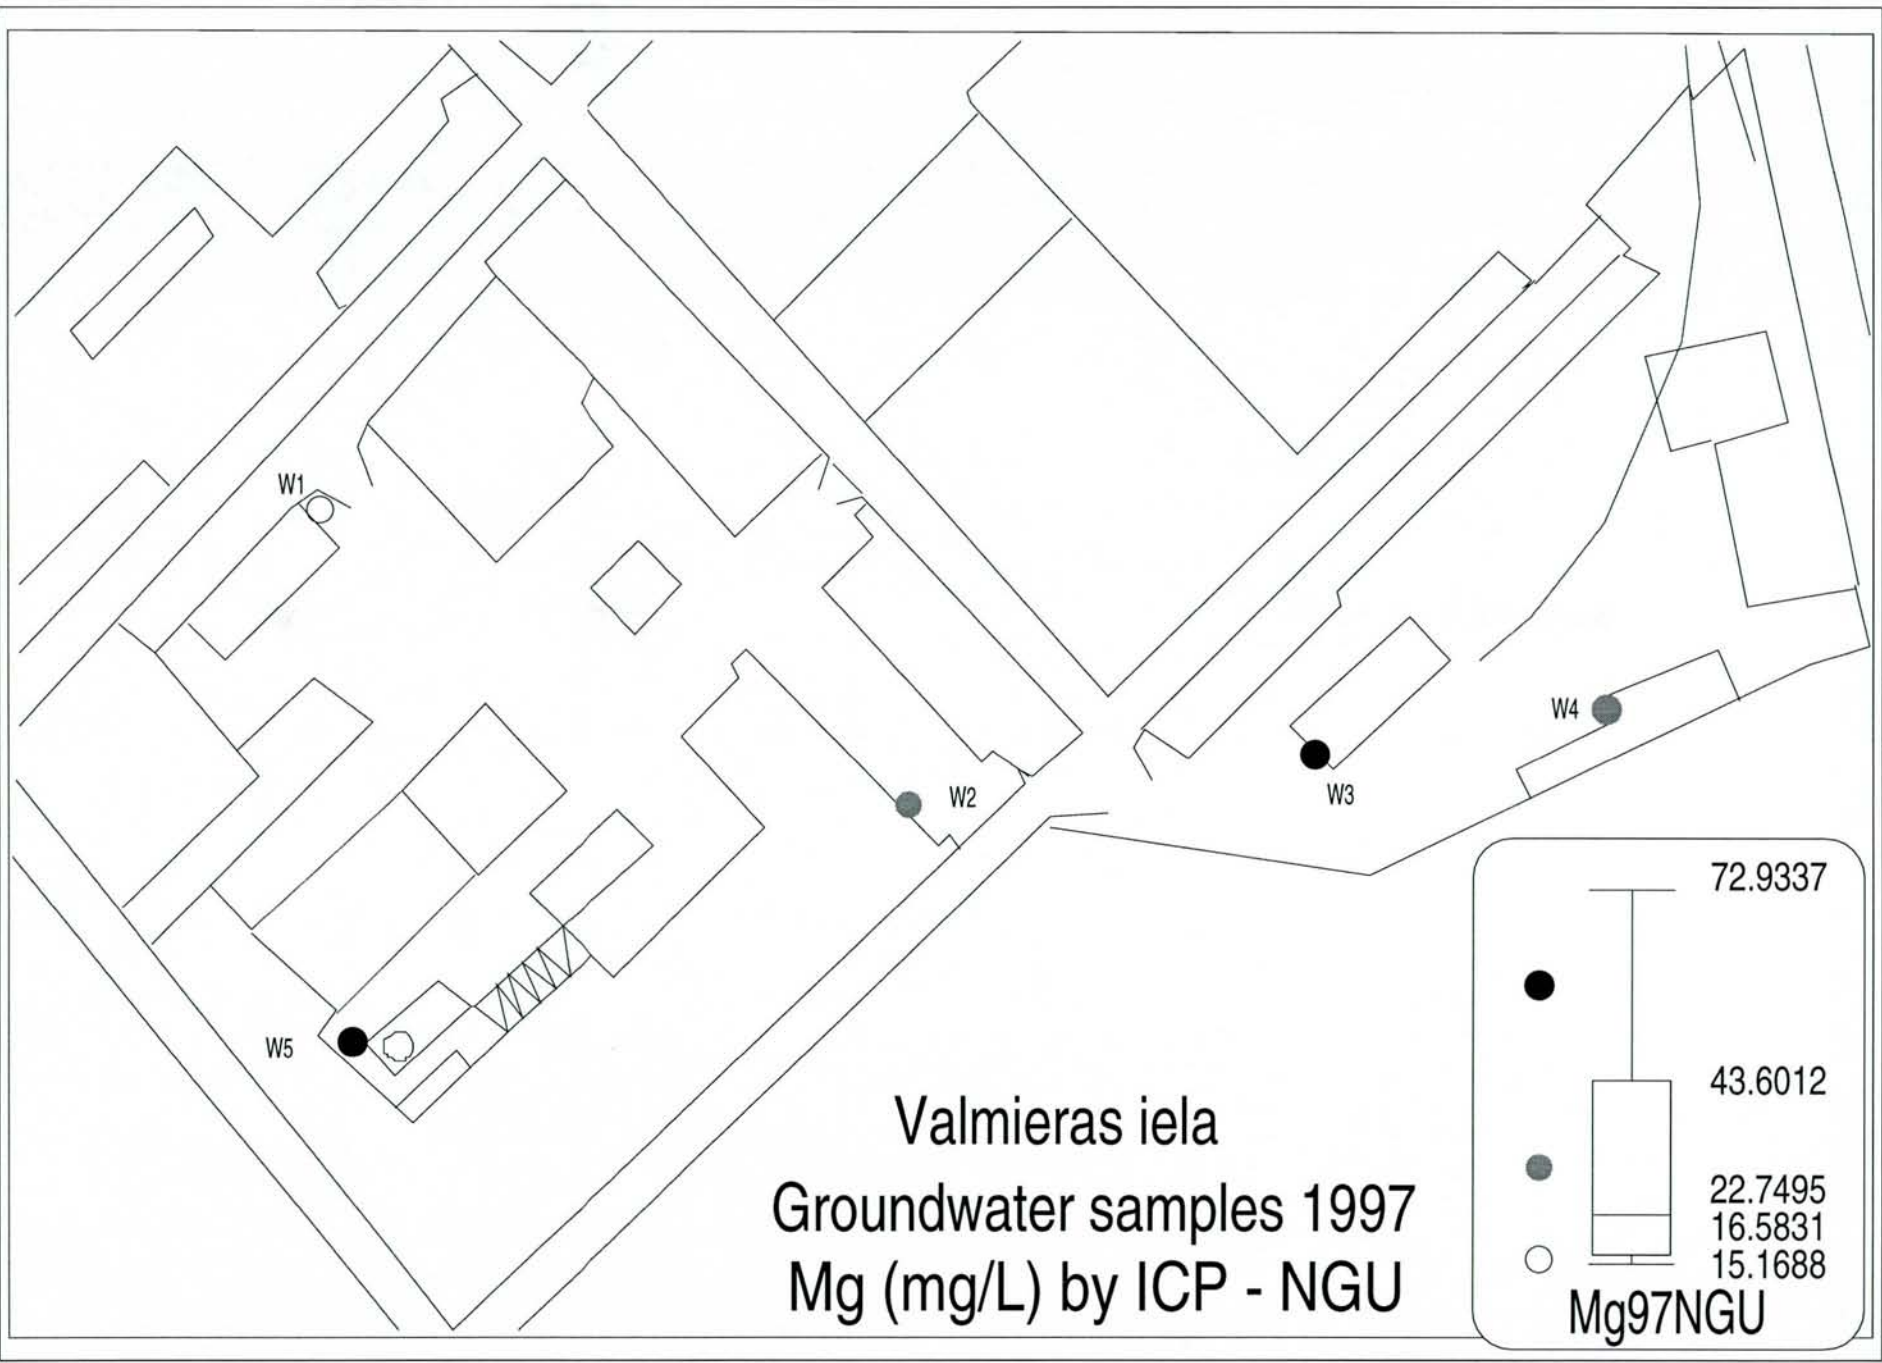 W1
W2
W3
W4
W5
Valmieras iela
Groundwater samples 1997
Mg (mg/L) by ICP - NGU
72.9337
43.6012
22.7495
16.5831
15.1688
Mg97NGU